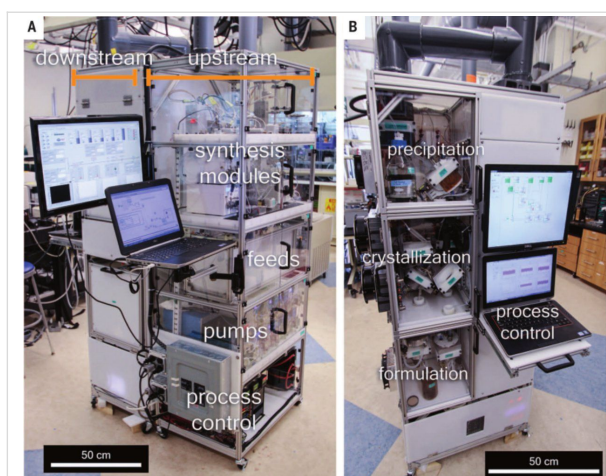 A
downstream
upstream
synthesis
modules
feeds
pumps
process
control
50 cm
B
precipitation
crystallization
process
control
formulation
50 cm